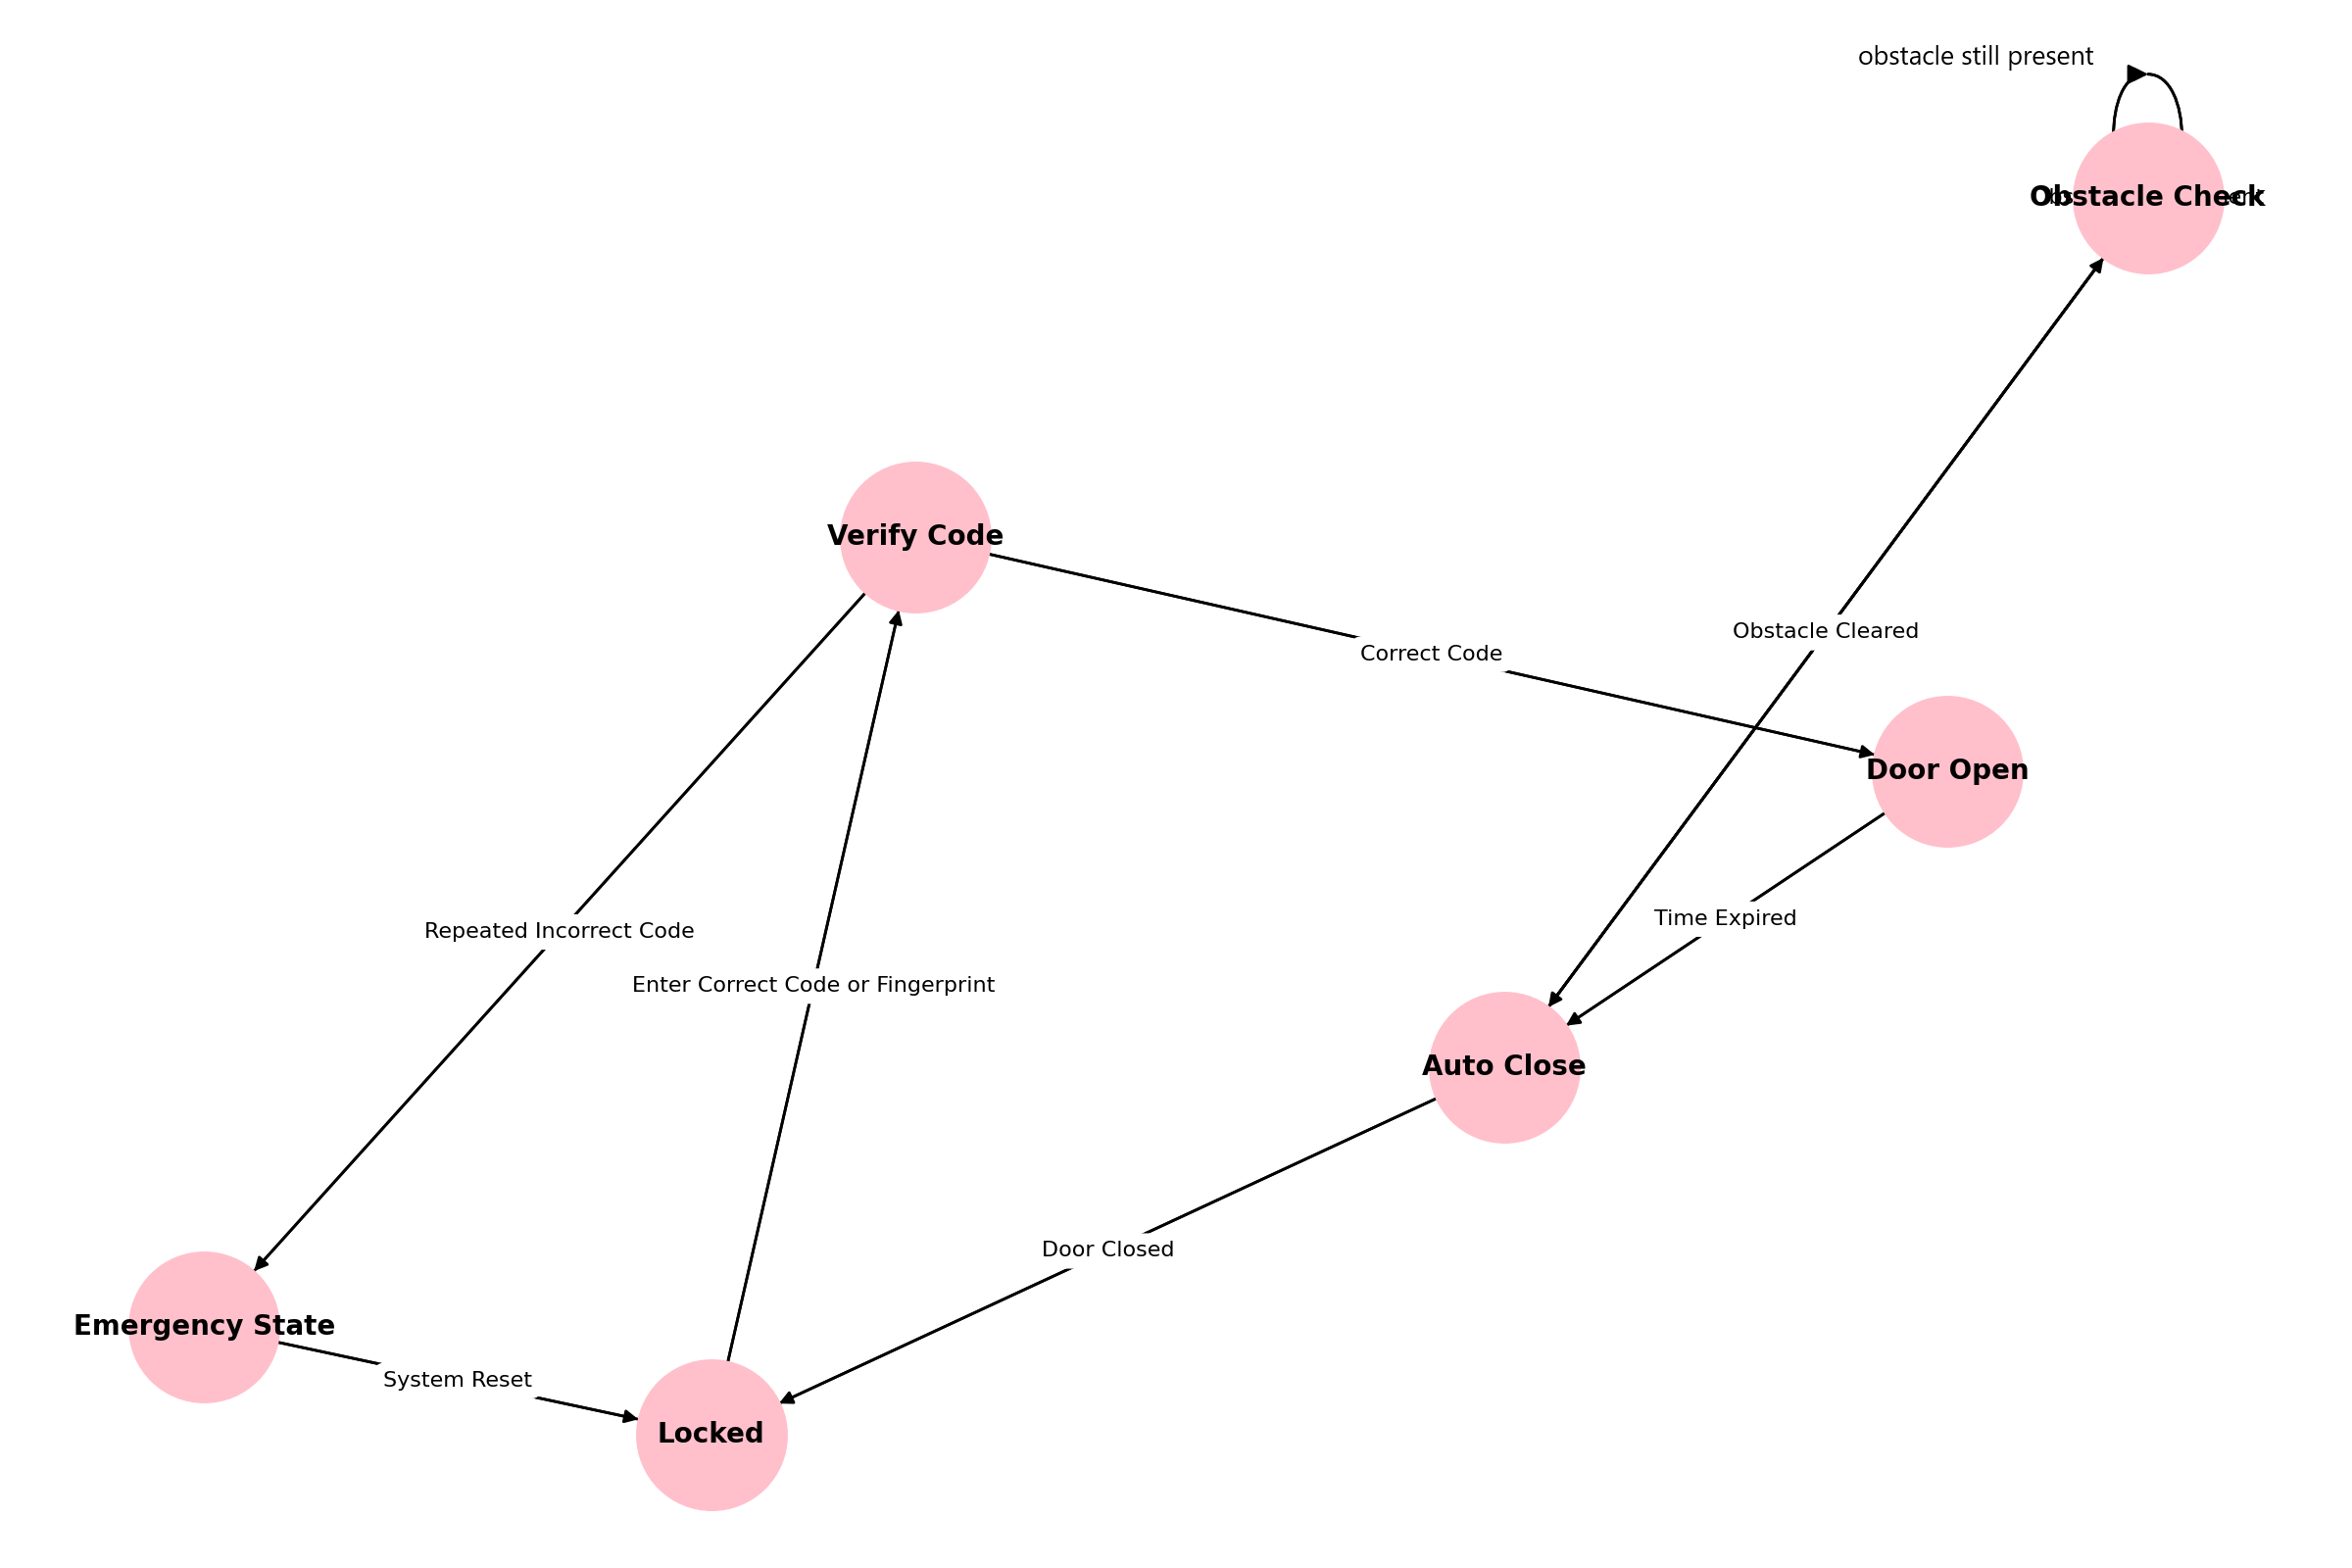 obstacle still present
Obstacle Check
Verify Code
Obstacle Cleared
Correct Code
Door Open
Time Expired
Repeated Incorrect Code
Enter Correct Code or Fingerprint
Auto Close
Door Closed
Emergency State
System Reset
Locked